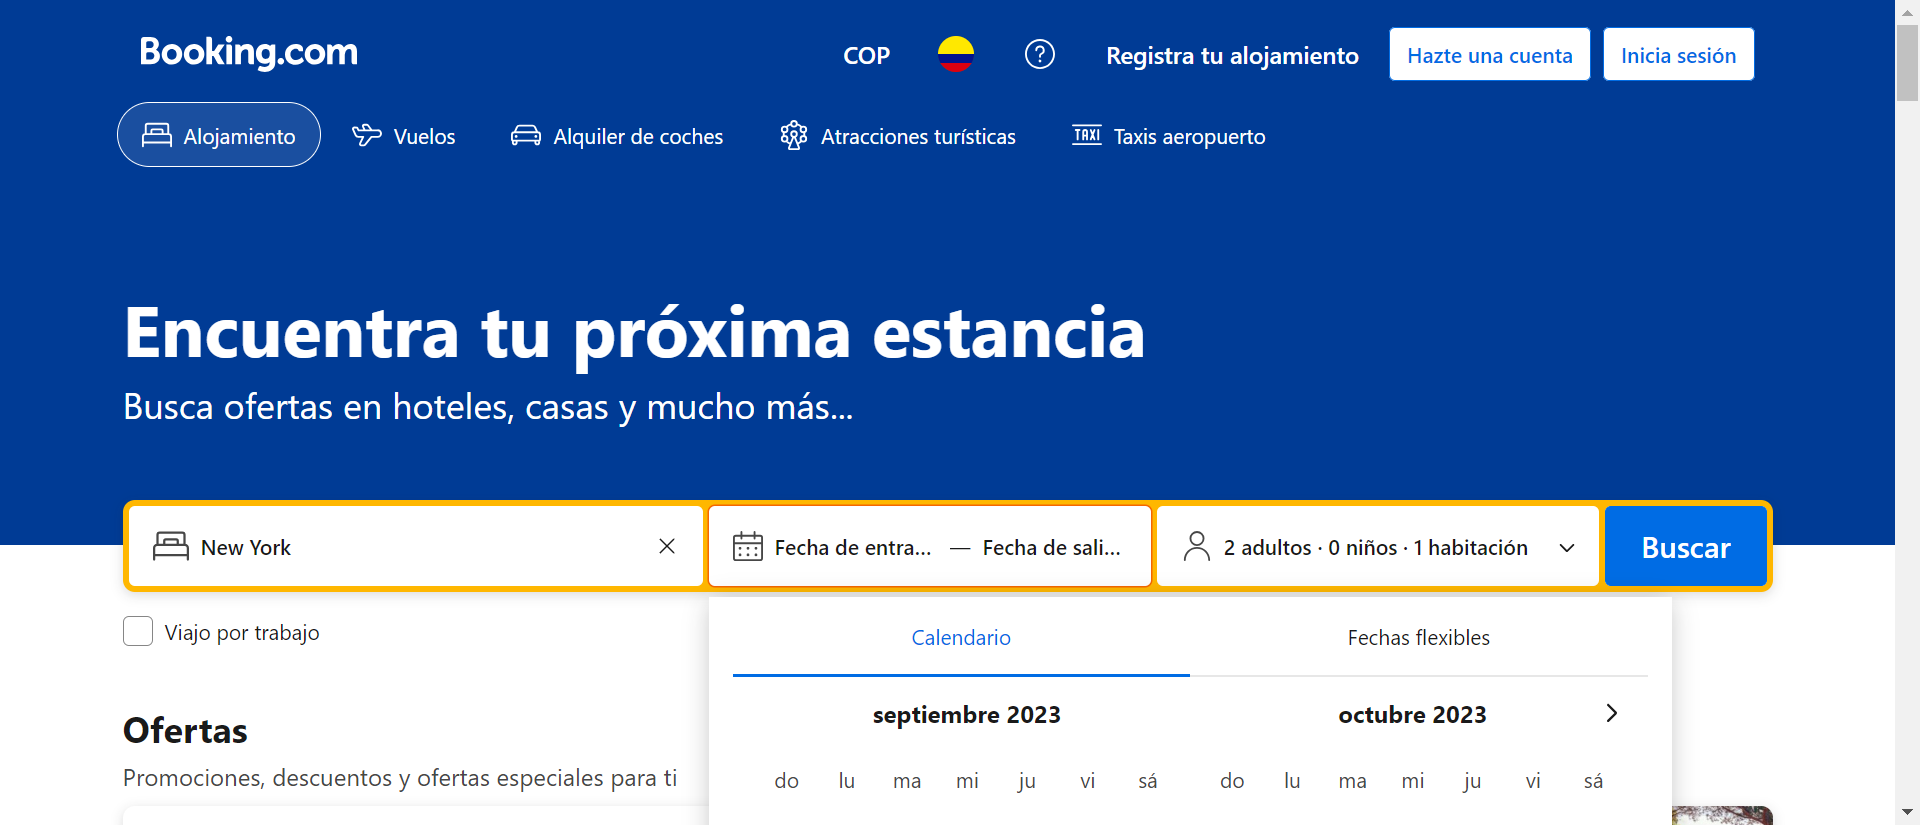 Booking.com
COP
Registra tu alojamiento
Hazte una cuenta
Inicia sesión
Alojamiento
Vuelos
Alquiler de coches
Atracciones turísticas
TAXI
Taxis aeropuerto
Encuentra tu próxima estancia
Busca ofertas en hoteles, casas y mucho más...
New York
Fecha de entra... — Fecha de sali...
2 adultos · 0 niños · 1 habitación
Buscar
Viajo por trabajo
Calendario
Fechas flexibles
septiembre 2023
octubre 2023
Ofertas
Promociones, descuentos y ofertas especiales para ti
do lu ma mi ju vi sá
do lu ma mi ju vi sá